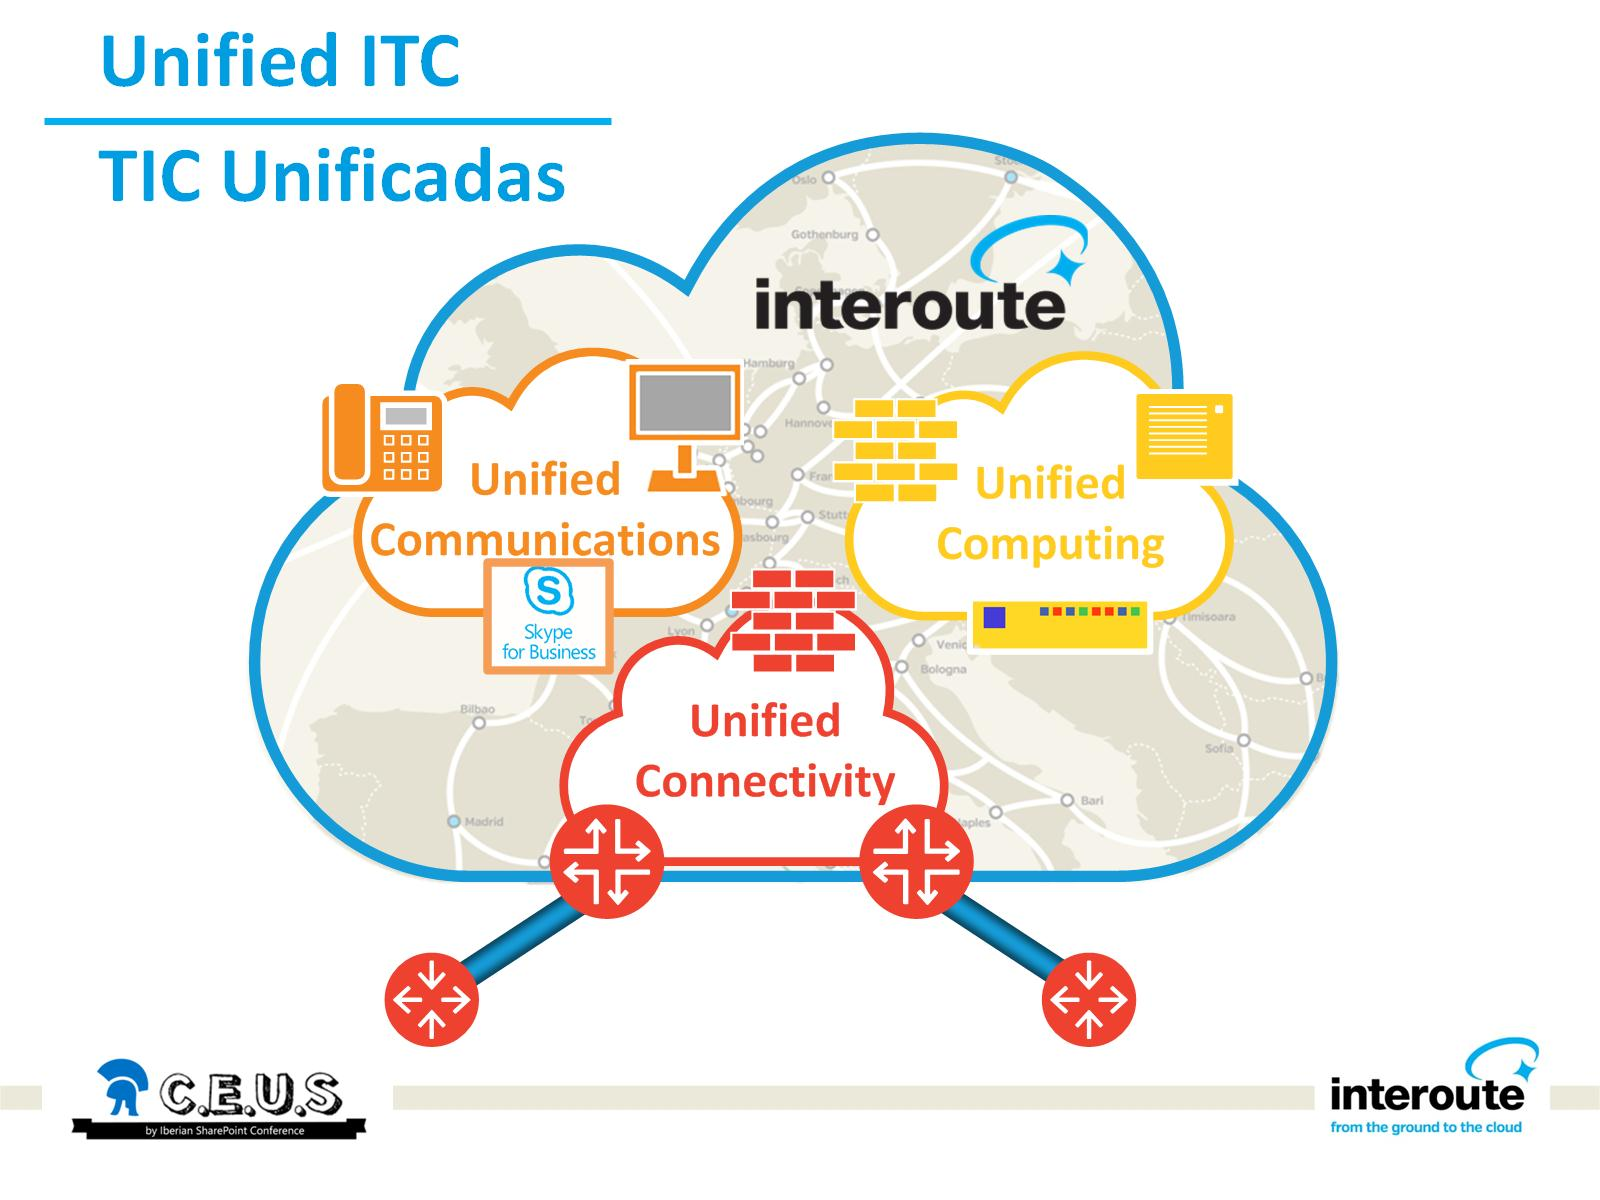 Unified ITC
TIC Unificadas
Oslo
Gothenburg
interoute
Hamburg
Unified
Communications
Unified
Computing
Skype
for Business
Lyon
Timisoara
Bologna
Unified
Connectivity
Bilbao
Sofia
Bari
Madrid
C.E.U.S
by Iberian SharePoint Conference
interoute
from the ground to the cloud